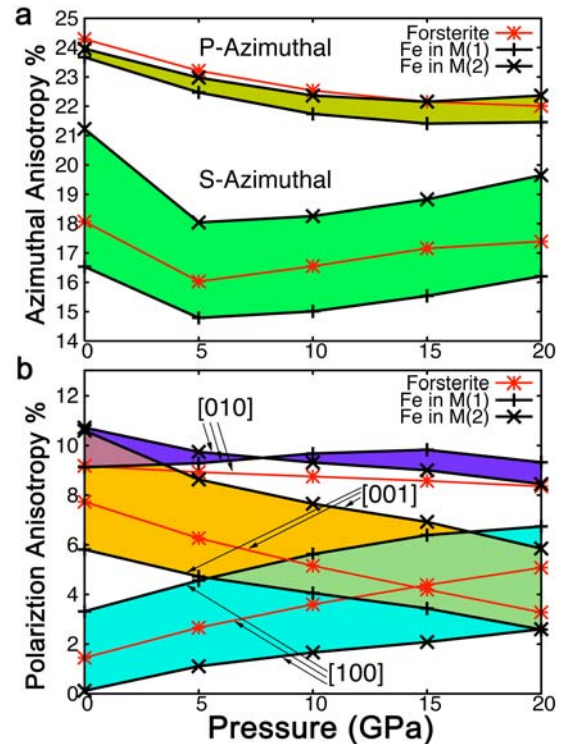 a
25
24
23
22
21
20
19
18
17
16
15
14
Azimuthal Anisotropy %
P-Azimuthal
S-Azimuthal
Forsterite
Fe in M(1)
Fe in M(2)
0 5 10 15 20
b
12
10
8
6
4
2
0
Polariztion Anisotropy %
Forsterite
Fe in M(1)
Fe in M(2)
[010]
[001]
[100]
0 5 10 15 20
Pressure (GPa)